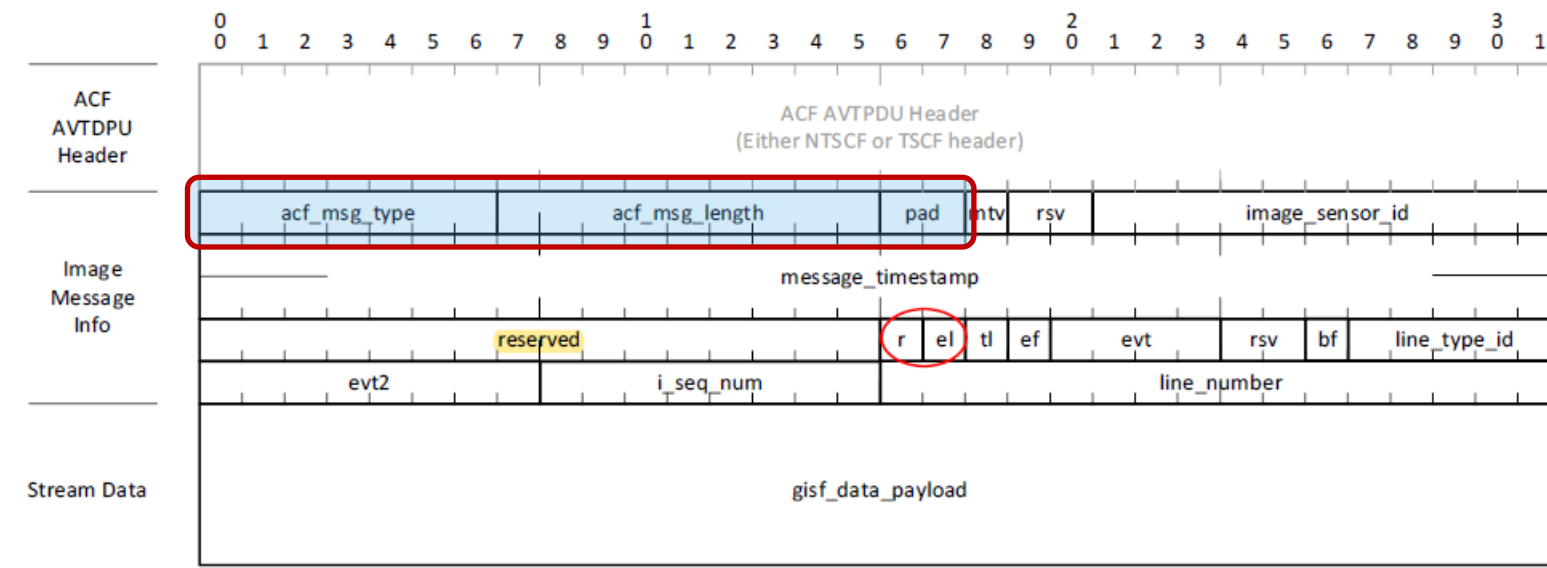 0 1 2 3
0 1 2 3 4 5 6 7 8 9 0 1 2 3 4 5 6 7 8 9 0 1 2 3 4 5 6 7 8 9 0 1
ACF
AVTDPU
Header
ACF AVTPDU Header
(Either NTSCF or TSCF header)
Image
Message
Info
acf_msg_type acf_msg_length pad mtv rsv image_sensor_id
message_timestamp
reserved r el tl ef evt rsv bf line_type_id
evt2 i_seq_num line_number
Stream Data
gisf_data_payload